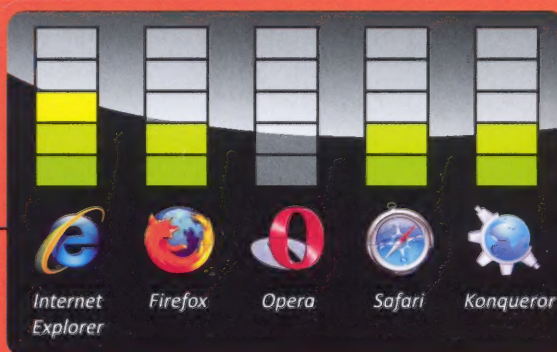 Internet
Explorer
Firefox
Opera
Safari
Konqueror